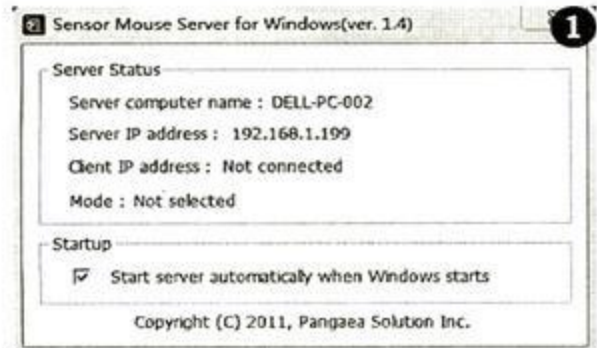 Sensor Mouse Server for Windows(ver. 1.4)
1
Server Status
Server computer name : DELL-PC-002
Server IP address : 192.168.1.199
Client IP address : Not connected
Mode : Not selected
Startup
Start server automatically when Windows starts
Copyright (C) 2011, Pangaea Solution Inc.